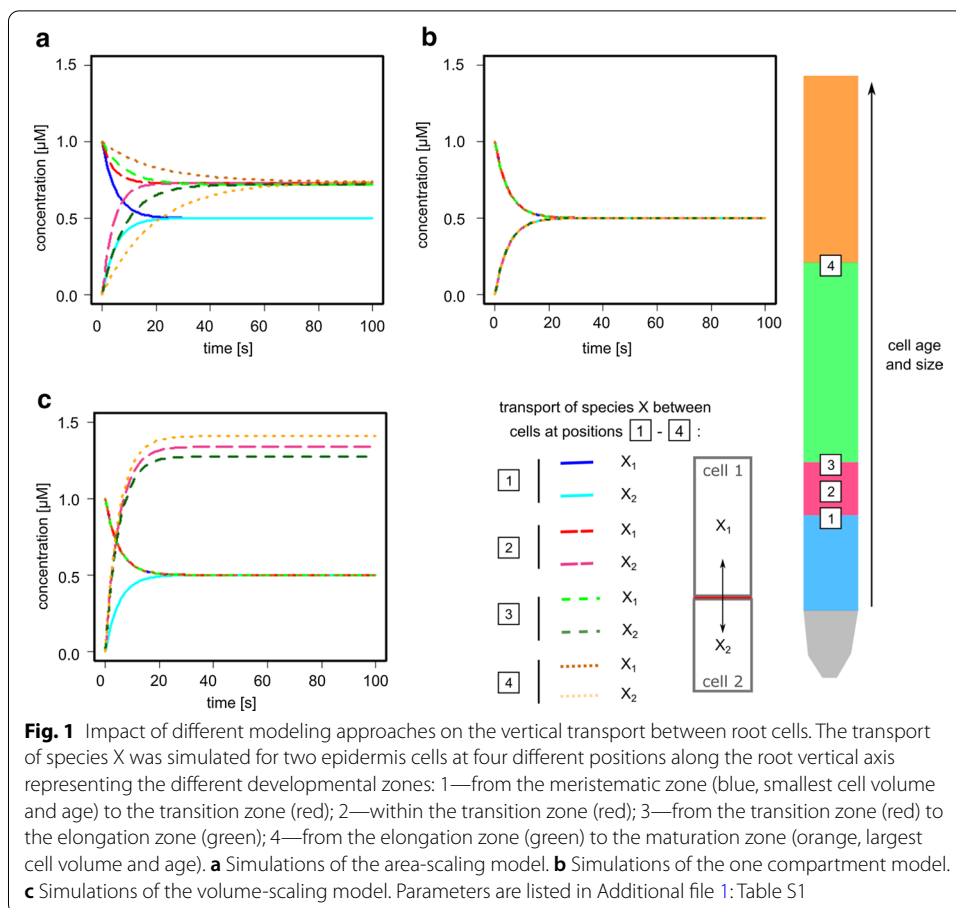 a
concentration [µM]
1.5
1.0
0.5
0.0
0 20 40 60 80 100
time [s]
b
concentration [µM]
1.5
1.0
0.5
0.0
0 20 40 60 80 100
time [s]
4
3
2
1
cell age
and size
c
concentration [µM]
1.5
1.0
0.5
0.0
0 20 40 60 80 100
time [s]
transport of species X between
cells at positions 1 - 4 :
1
X₁
X₂
2
X₁
X₂
3
X₁
X₂
4
X₁
X₂
cell 1
X₁
X₂
cell 2
Fig. 1 Impact of different modeling approaches on the vertical transport between root cells. The transport
of species X was simulated for two epidermis cells at four different positions along the root vertical axis
representing the different developmental zones: 1—from the meristematic zone (blue, smallest cell volume
and age) to the transition zone (red); 2—within the transition zone (red); 3—from the transition zone (red) to
the elongation zone (green); 4—from the elongation zone (green) to the maturation zone (orange, largest
cell volume and age). a Simulations of the area-scaling model. b Simulations of the one compartment model.
c Simulations of the volume-scaling model. Parameters are listed in Additional file 1: Table S1